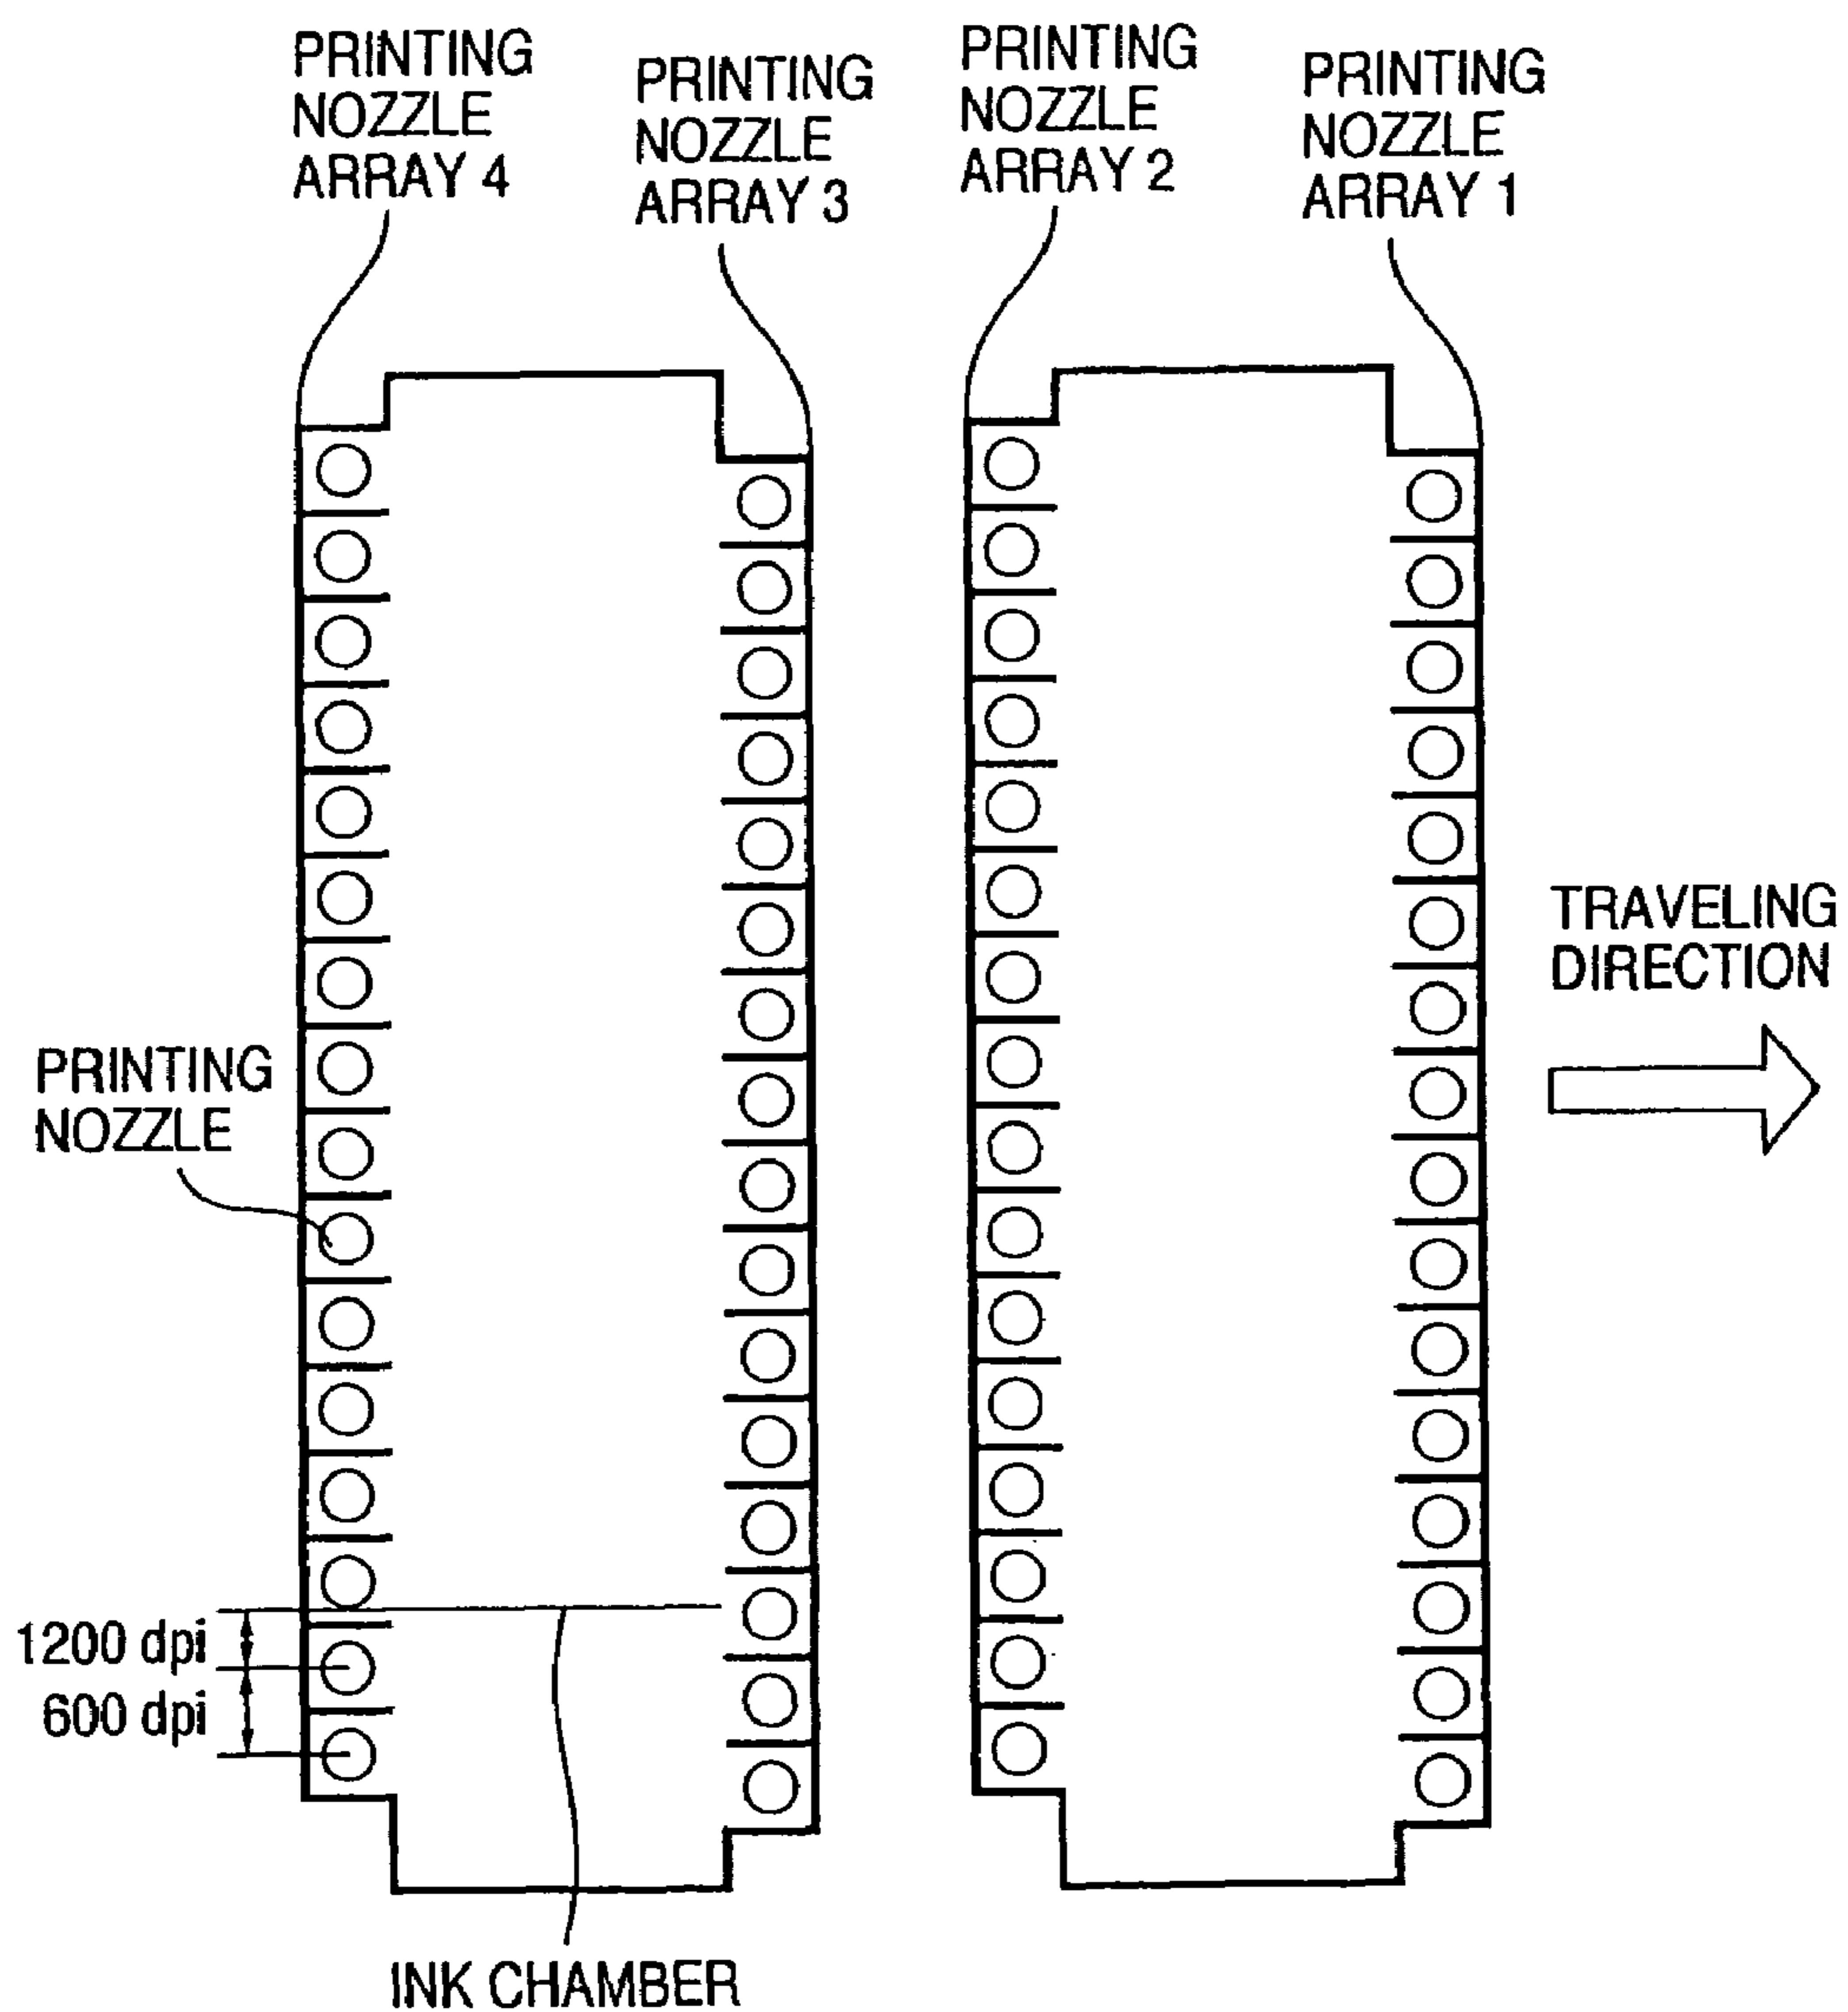 PRINTING
NOZZLE
ARRAY 4
PRINTING
NOZZLE
ARRAY 3
PRINTING
NOZZLE
ARRAY 2
PRINTING
NOZZLE
ARRAY 1
TRAVELING
DIRECTION
PRINTING
NOZZLE
1200 dpi
600 dpi
INK CHAMBER